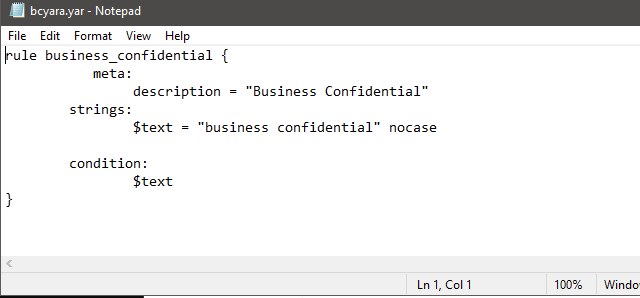 bcyara.yar - Notepad
File Edit Format View Help
rule business_confidential {
meta:
description = "Business Confidential"
strings:
$text = "business confidential" nocase
condition:
$text
}
Ln 1, Col 1 100% Windo